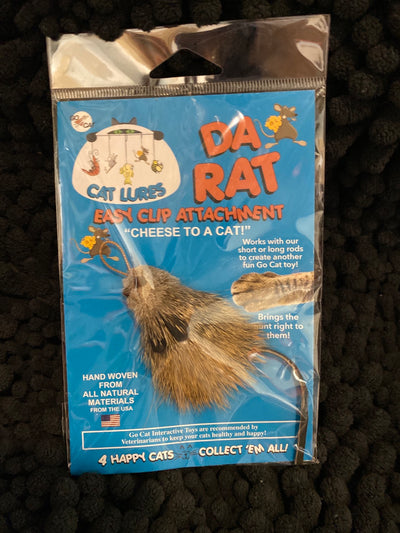 GO CAT
DA
RAT
CAT LURES
EASY CLIP ATTACHMENT
"CHEESE TO A CAT!"
Works with our
short or long rods
to create another
fun Go Cat toy!
Brings the
hunt right to
them!
HAND WOVEN
FROM
ALL NATURAL
MATERIALS
FROM THE USA
Go Cat Interactive Toys are recommended by
Veterinarians to keep your cats healthy and happy!
4 HAPPY CATS COLLECT 'EM ALL!